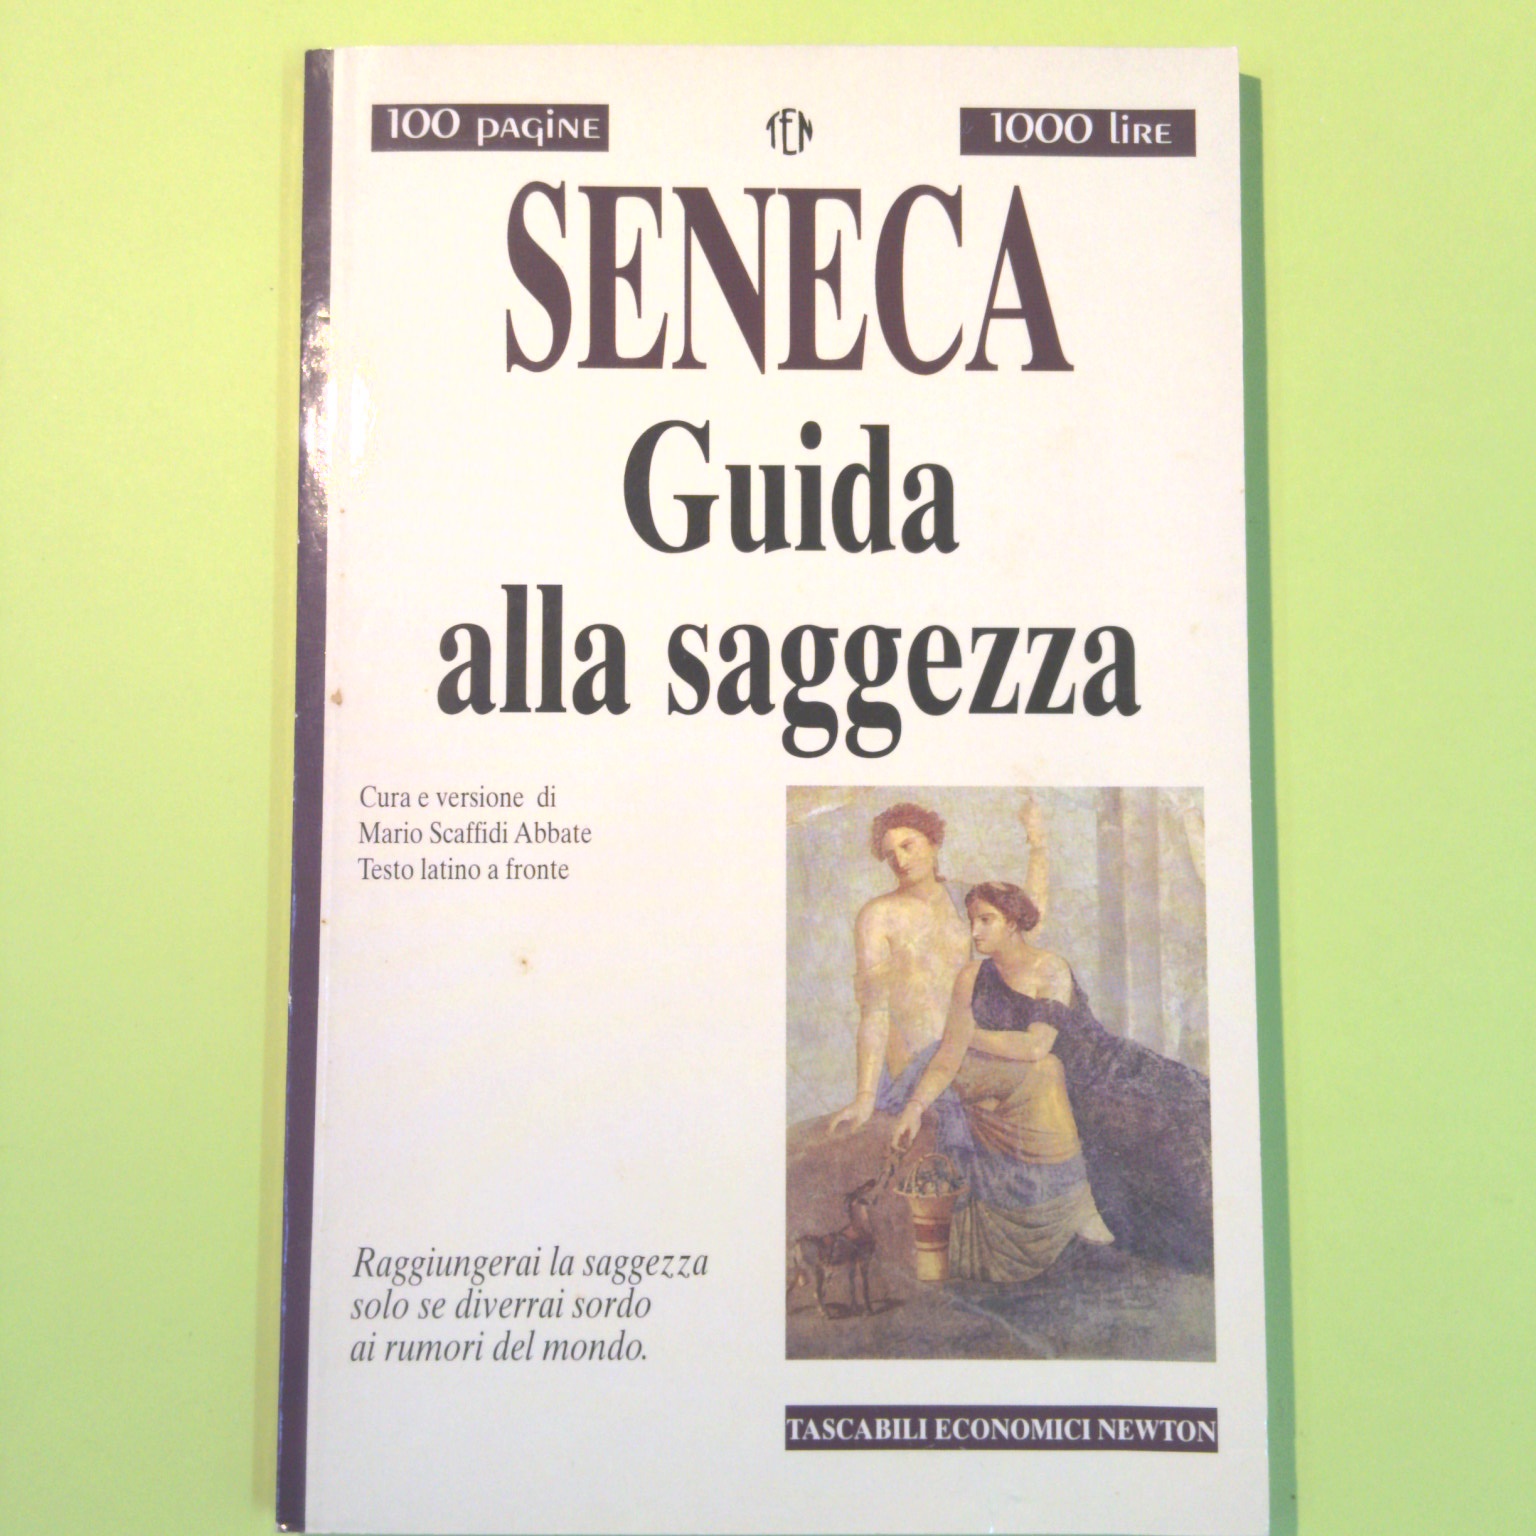 100 pagine
TEN
1000 lire
SENECA
Guida
alla saggezza
Cura e versione di
Mario Scaffidi Abbate
Testo latino a fronte
Raggiungerai la saggezza
solo se diverrai sordo
ai rumori del mondo.
TASCABILI ECONOMICI NEWTON